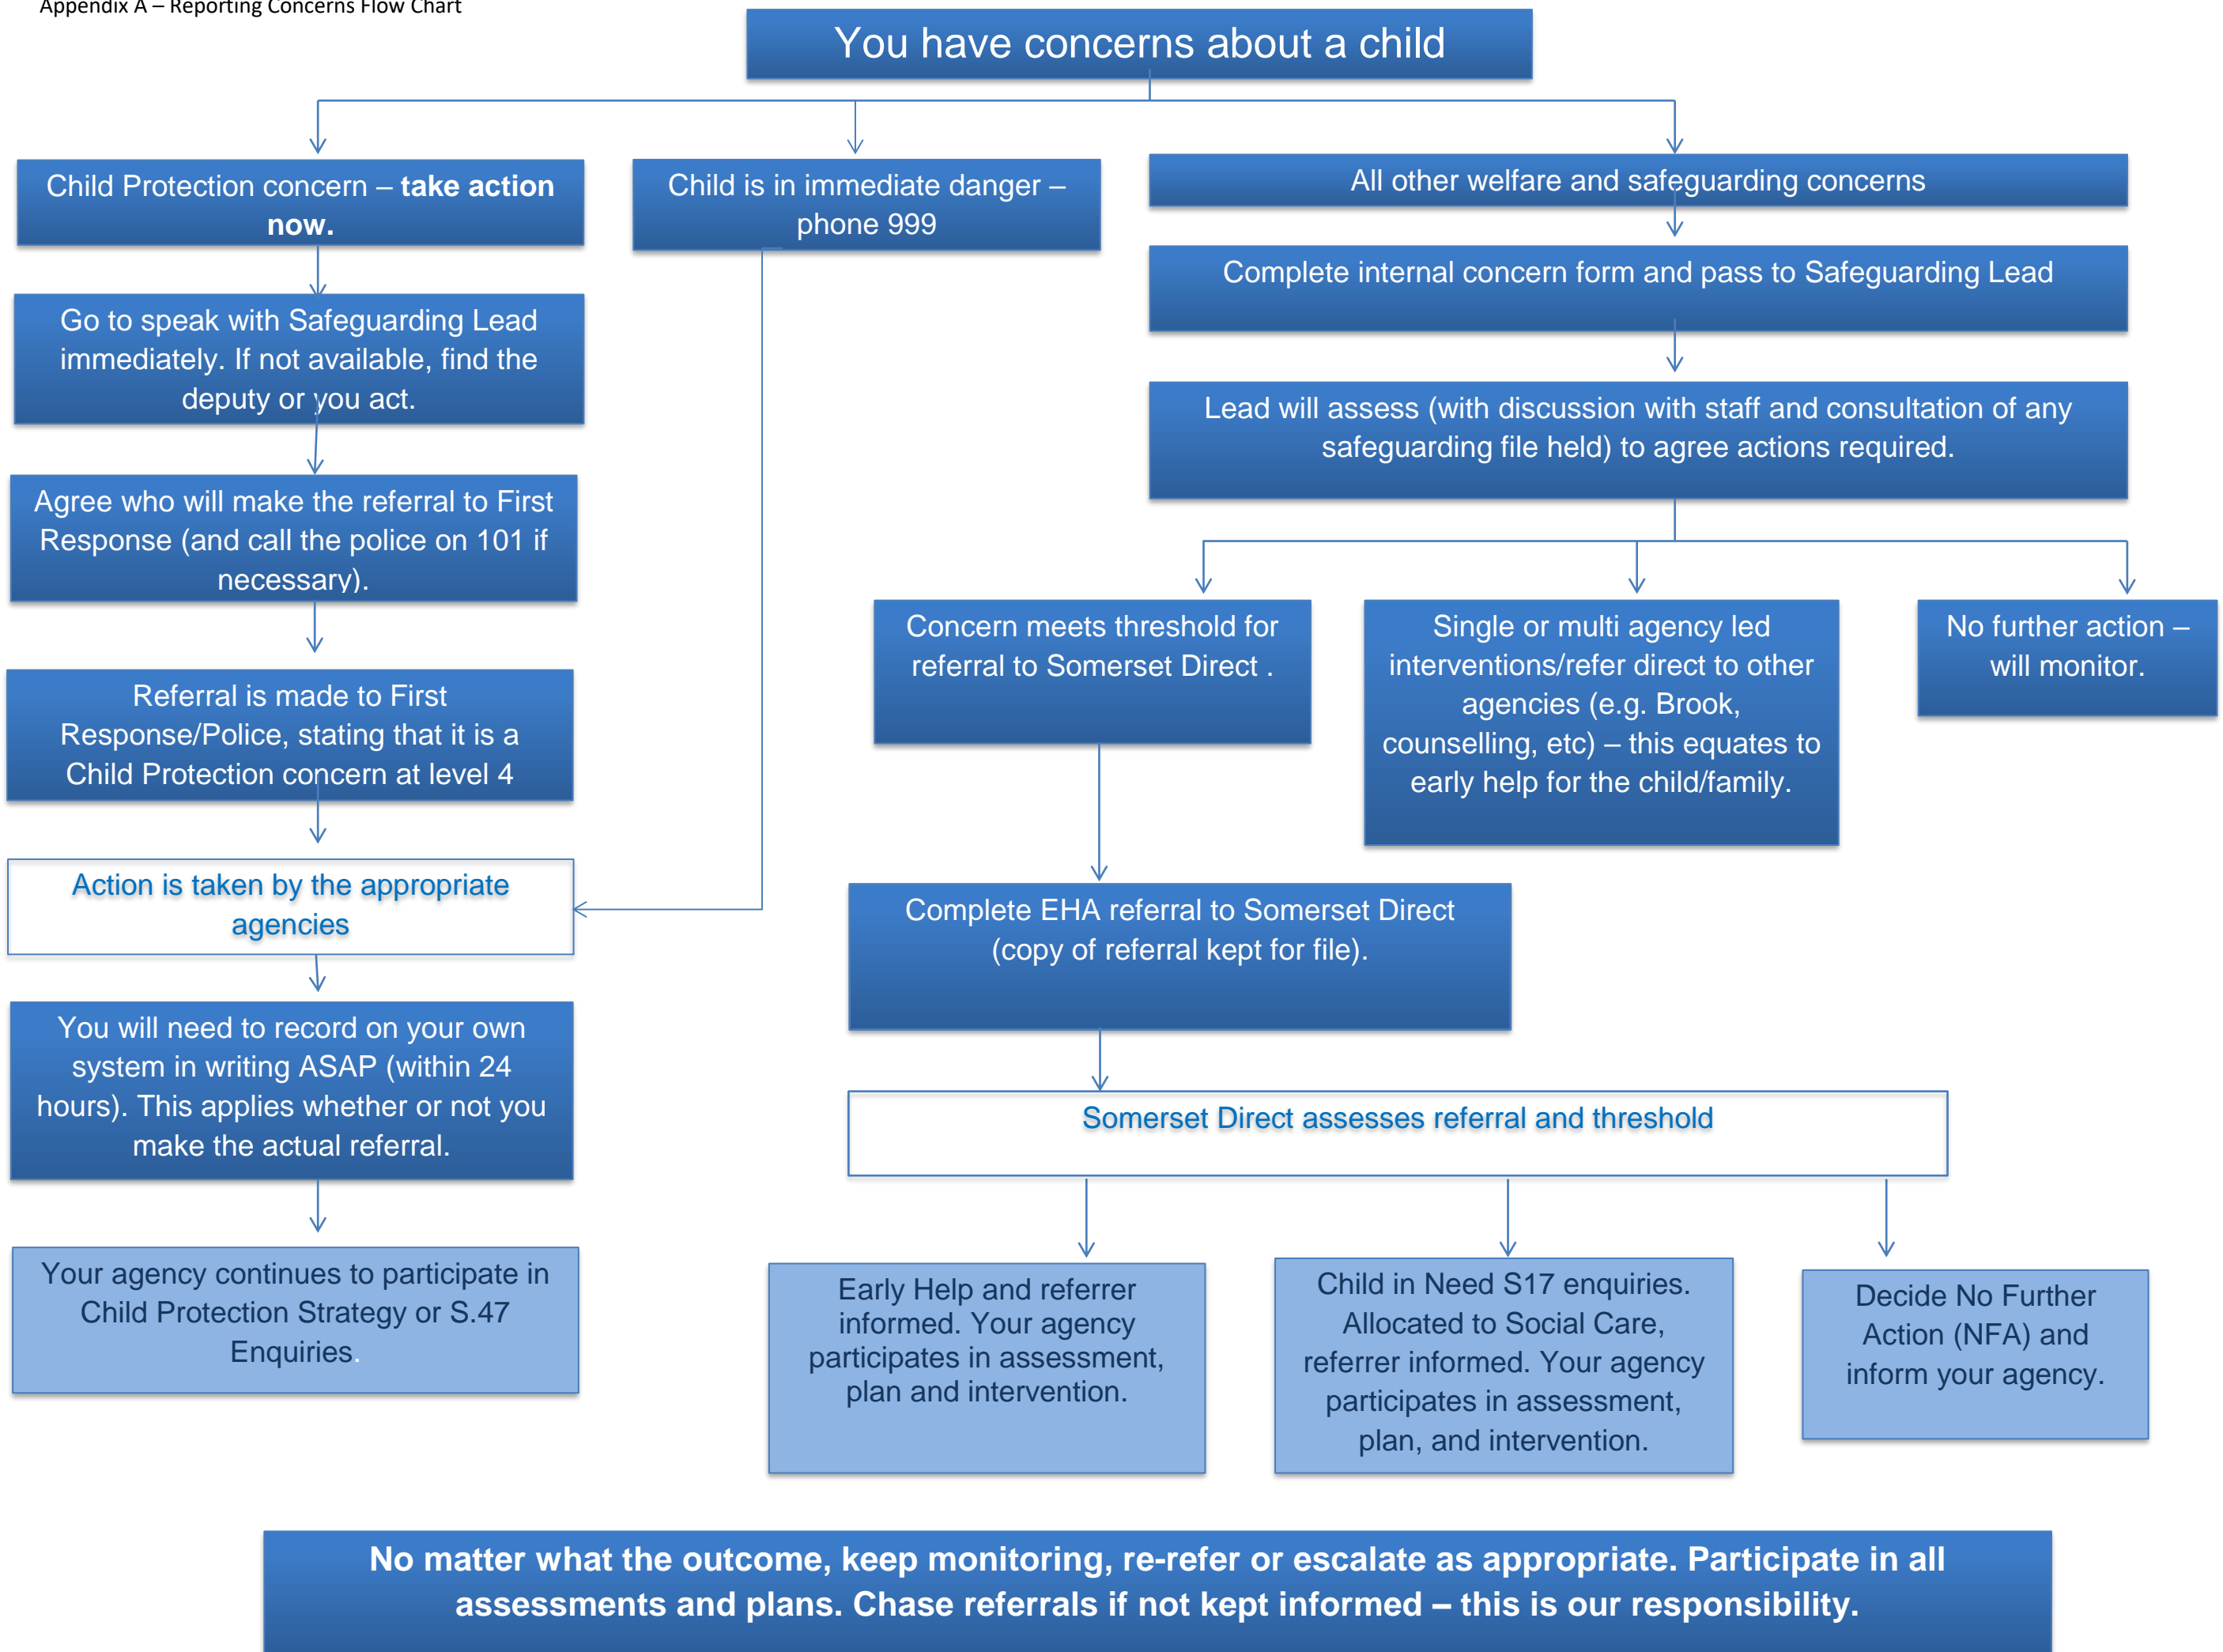 Appendix A – Reporting Concerns Flow Chart
You have concerns about a child
Child Protection concern – take action
now.
Go to speak with Safeguarding Lead
immediately. If not available, find the
deputy or you act.
Agree who will make the referral to First
Response (and call the police on 101 if
necessary).
Referral is made to First
Response/Police, stating that it is a
Child Protection concern at level 4
Action is taken by the appropriate
agencies
You will need to record on your own
system in writing ASAP (within 24
hours). This applies whether or not you
make the actual referral.
Your agency continues to participate in
Child Protection Strategy or S.47
Enquiries.
Child is in immediate danger –
phone 999
All other welfare and safeguarding concerns
Complete internal concern form and pass to Safeguarding Lead
Lead will assess (with discussion with staff and consultation of any
safeguarding file held) to agree actions required.
Concern meets threshold for
referral to Somerset Direct .
Single or multi agency led
interventions/refer direct to other
agencies (e.g. Brook,
counselling, etc) – this equates to
early help for the child/family.
No further action –
will monitor.
Complete EHA referral to Somerset Direct
(copy of referral kept for file).
Somerset Direct assesses referral and threshold
Early Help and referrer
informed. Your agency
participates in assessment,
plan and intervention.
Child in Need S17 enquiries.
Allocated to Social Care,
referrer informed. Your agency
participates in assessment,
plan, and intervention.
Decide No Further
Action (NFA) and
inform your agency.
No matter what the outcome, keep monitoring, re-refer or escalate as appropriate. Participate in all
assessments and plans. Chase referrals if not kept informed – this is our responsibility.